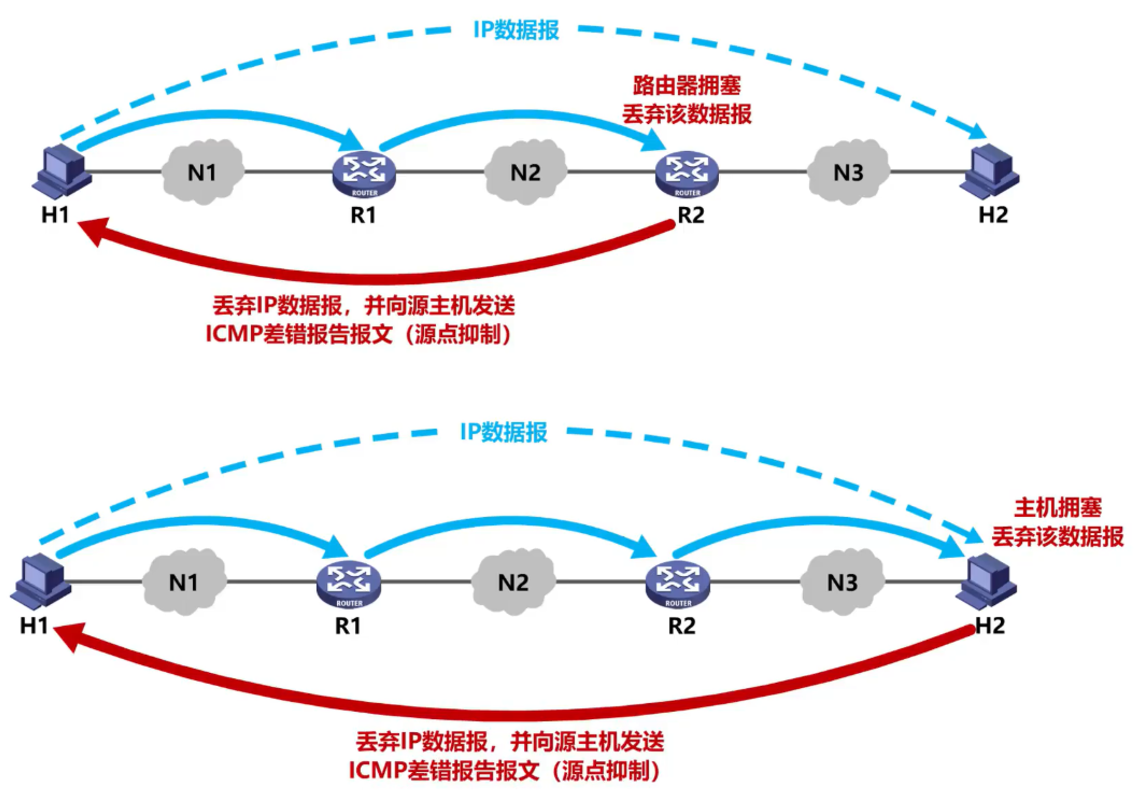 IP数据报
路由器拥塞
丢弃该数据报
N1
N2
N3
ROUTER
ROUTER
H1
R1
R2
H2
丢弃IP数据报，并向源主机发送
ICMP差错报告报文（源点抑制）
IP数据报
主机拥塞
丢弃该数据报
N1
N2
N3
ROUTER
ROUTER
H1
R1
R2
H2
丢弃IP数据报，并向源主机发送
ICMP差错报告报文（源点抑制）